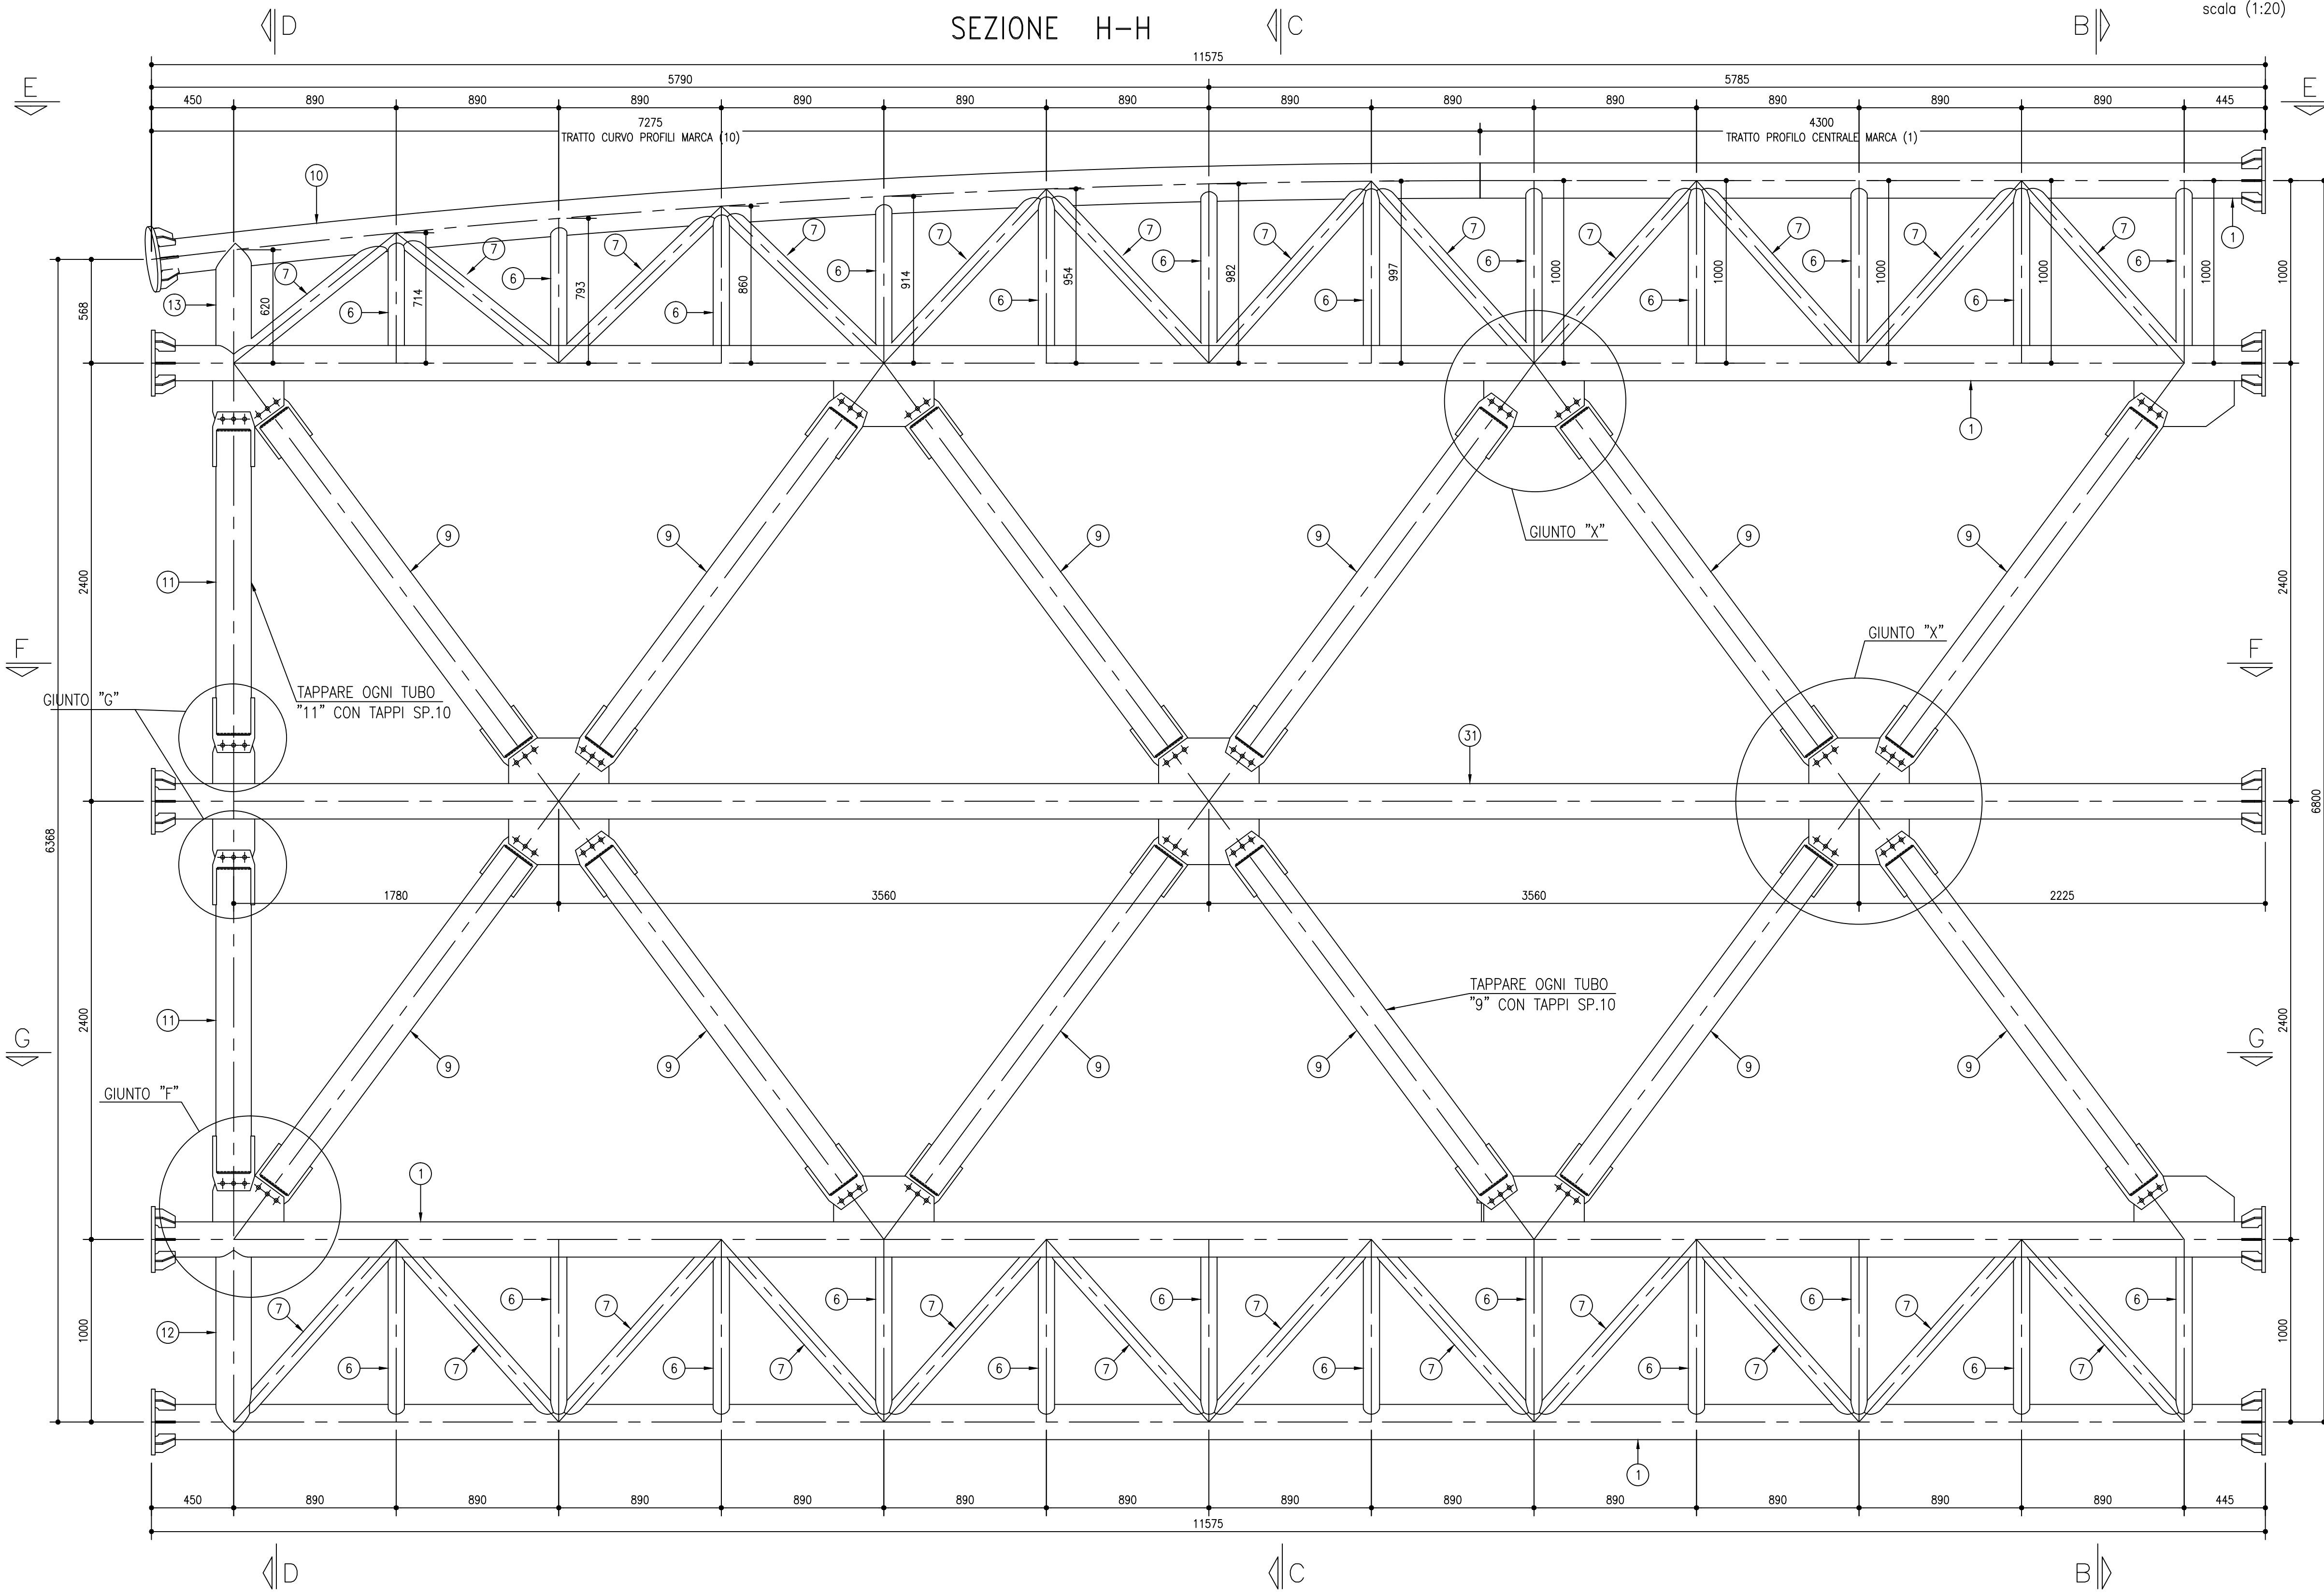 scala (1:20)
SEZIONE H-H
D C B
11575
5790 5785
E E
450 890 890 890 890 890 890 890 890 890 890 890 890 445
7275 4300
TRATTO CURVO PROFILI MARCA (10) TRATTO PROFILO CENTRALE MARCA (1)
10
7 7 7 7 7 7 7 7 7 7 7 7
1
6 6 6 6 6 6
13
6 6 6 6 6 6
620 714 793 860 914 954 982 997 1000 1000 1000 1000 1000
568 1000
1
GIUNTO "X"
9 9 9 9 9 9
11
2400 2400
F GIUNTO "X" F
GIUNTO "G"
TAPPARE OGNI TUBO
"11" CON TAPPI SP.10
31
6368 6800
1780 3560 3560 2225
TAPPARE OGNI TUBO
"9" CON TAPPI SP.10
11
2400 2400
G G
9 9 9 9 9 9
GIUNTO "F"
1
7 6 7 6 7 6 7 6 7 6 7 6
12
1000 1000
6 7 6 7 6 7 6 7 6 7 6 7
1
450 890 890 890 890 890 890 890 890 890 890 890 890 445
11575
D C B